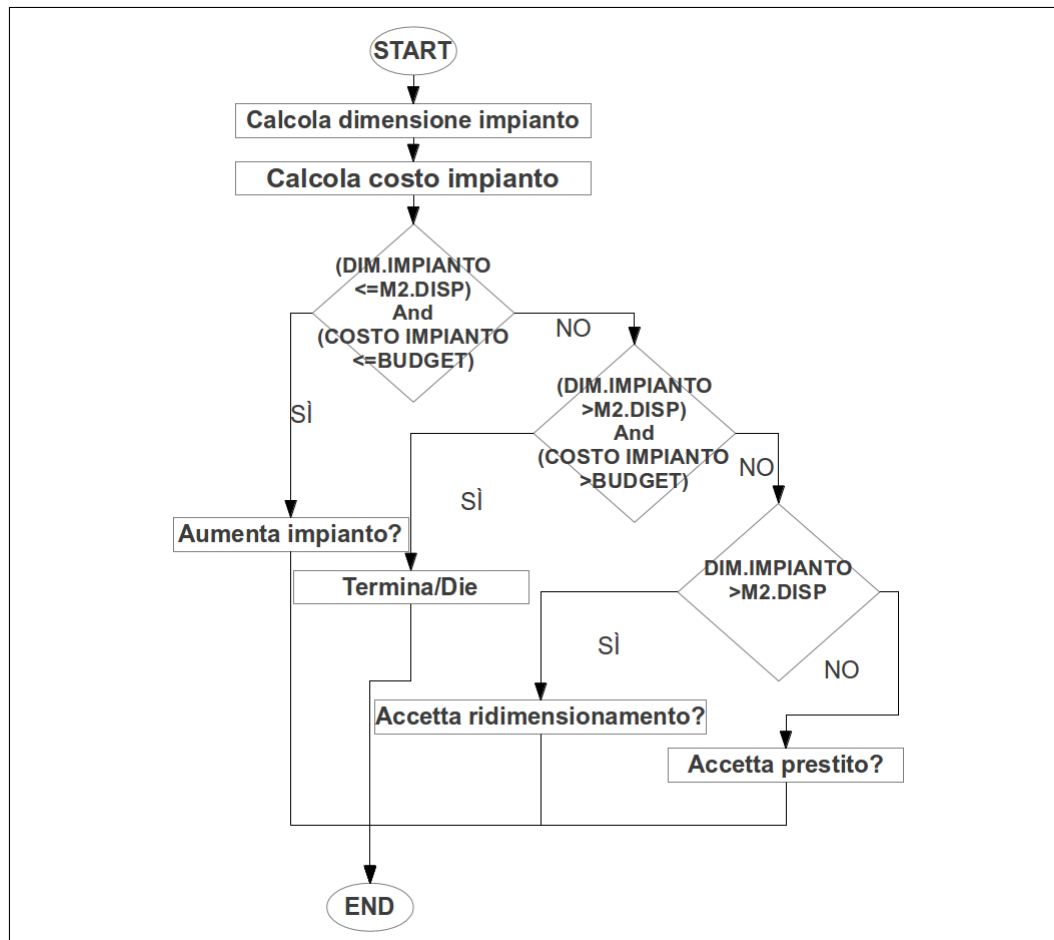 START
Calcola dimensione impianto
Calcola costo impianto
(DIM.IMPIANTO
<=M2.DISP)
And
(COSTO IMPIANTO
<=BUDGET)
NO
SÌ
(DIM.IMPIANTO
>M2.DISP)
And
(COSTO IMPIANTO
>BUDGET)
NO
SÌ
Aumenta impianto?
Termina/Die
DIM.IMPIANTO
>M2.DISP
SÌ
NO
Accetta ridimensionamento?
Accetta prestito?
END